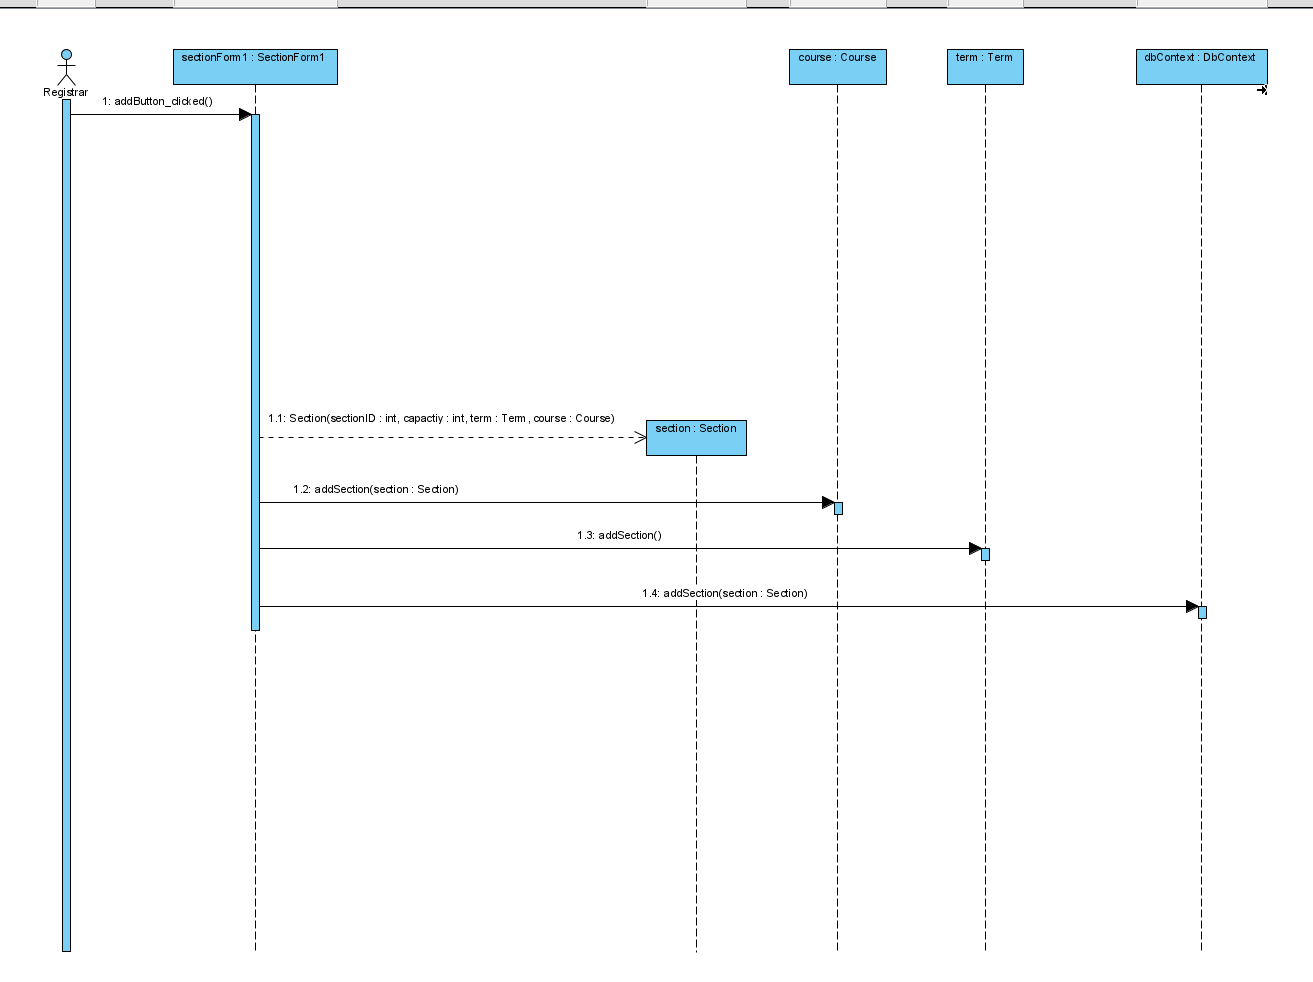 sectionForm1 : SectionForm1
course : Course
term : Term
dbContext : DbContext
Registrar
1: addButton_clicked()
1.1: Section(sectionID : int, capactiy : int, term : Term , course : Course)
section : Section
1.2: addSection(section : Section)
1.3: addSection()
1.4: addSection(section : Section)